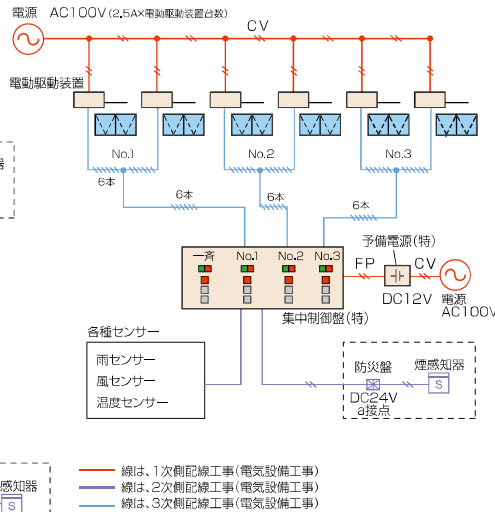 電源 AC100V(2.5A×電動駆動装置台数)
CV
電動駆動装置
No.1
No.2
No.3
6本
6本
6本
6本
器
一斉 No.1 No.2 No.3
予備電源(特)
FP
CV
DC12V
電源
AC100V
集中制御盤(特)
各種センサー
雨センサー
風センサー
温度センサー
防災盤
煙感知器
S
DC24V
a接点
感知器
S
線は、1次側配線工事(電気設備工事)
線は、2次側配線工事(電気設備工事)
線は、3次側配線工事(電気設備工事)